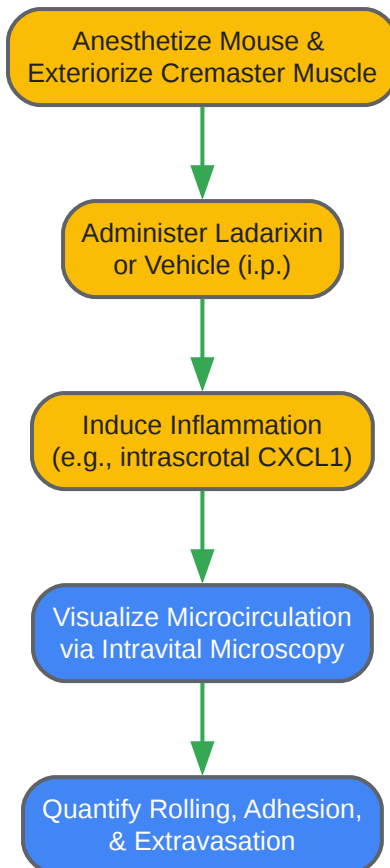 Anesthetize Mouse &
Exteriorize Cremaster Muscle
Administer Ladarixin
or Vehicle (i.p.)
Induce Inflammation
(e.g., intrascrotal CXCL1)
Visualize Microcirculation
via Intravital Microscopy
Quantify Rolling, Adhesion,
& Extravasation